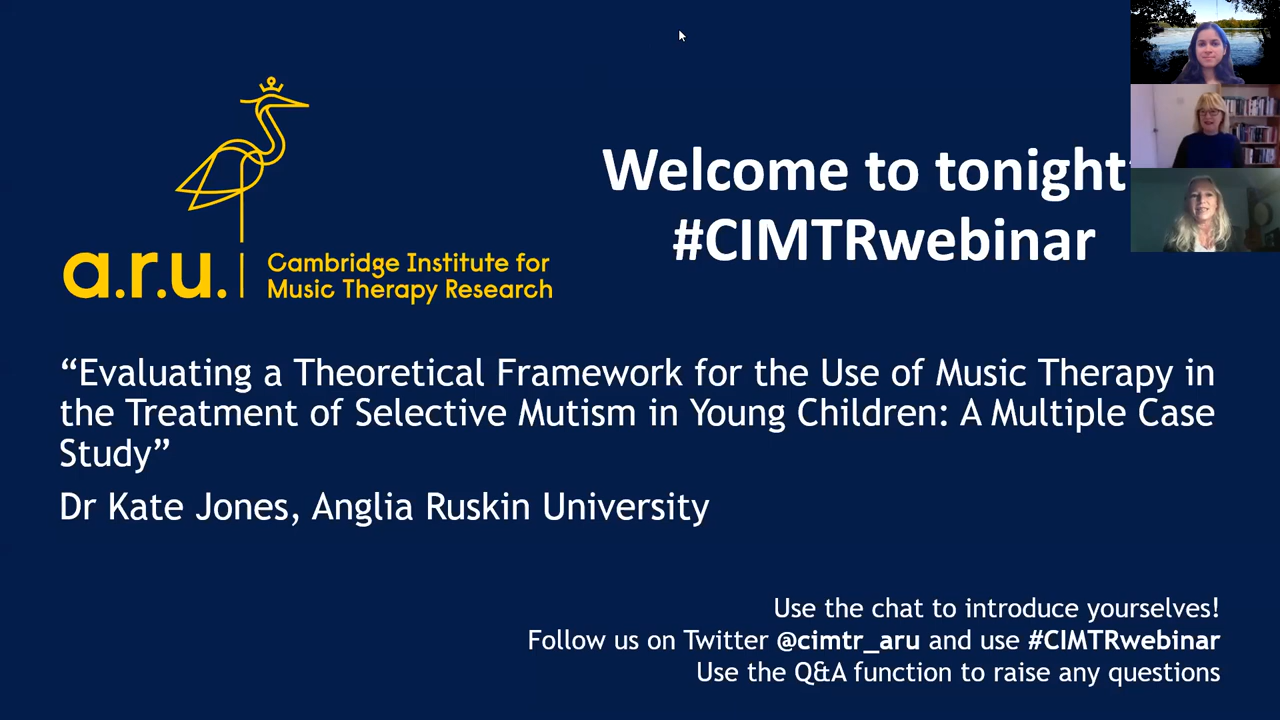 Welcome to tonight
#CIMTRwebinar
a.r.u.
Cambridge Institute for
Music Therapy Research
“Evaluating a Theoretical Framework for the Use of Music Therapy in
the Treatment of Selective Mutism in Young Children: A Multiple Case
Study”
Dr Kate Jones, Anglia Ruskin University
Use the chat to introduce yourselves!
Follow us on Twitter @cimtr_aru and use #CIMTRwebinar
Use the Q&A function to raise any questions